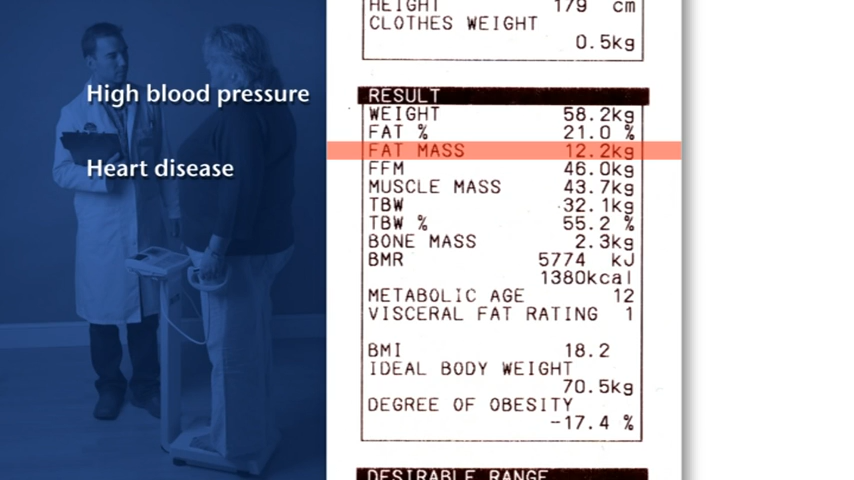 High blood pressure
Heart disease
HEIGHT 179 cm
CLOTHES WEIGHT
0.5kg
RESULT
WEIGHT 58.2kg
FAT % 21.0 %
FAT MASS 12.2kg
FFM 46.0kg
MUSCLE MASS 43.7kg
TBW 32.1kg
TBW % 55.2 %
BONE MASS 2.3kg
BMR 5774 kJ
1380kcal
METABOLIC AGE 12
VISCERAL FAT RATING 1
BMI 18.2
IDEAL BODY WEIGHT
70.5kg
DEGREE OF OBESITY
-17.4 %
DESIRABLE RANGE